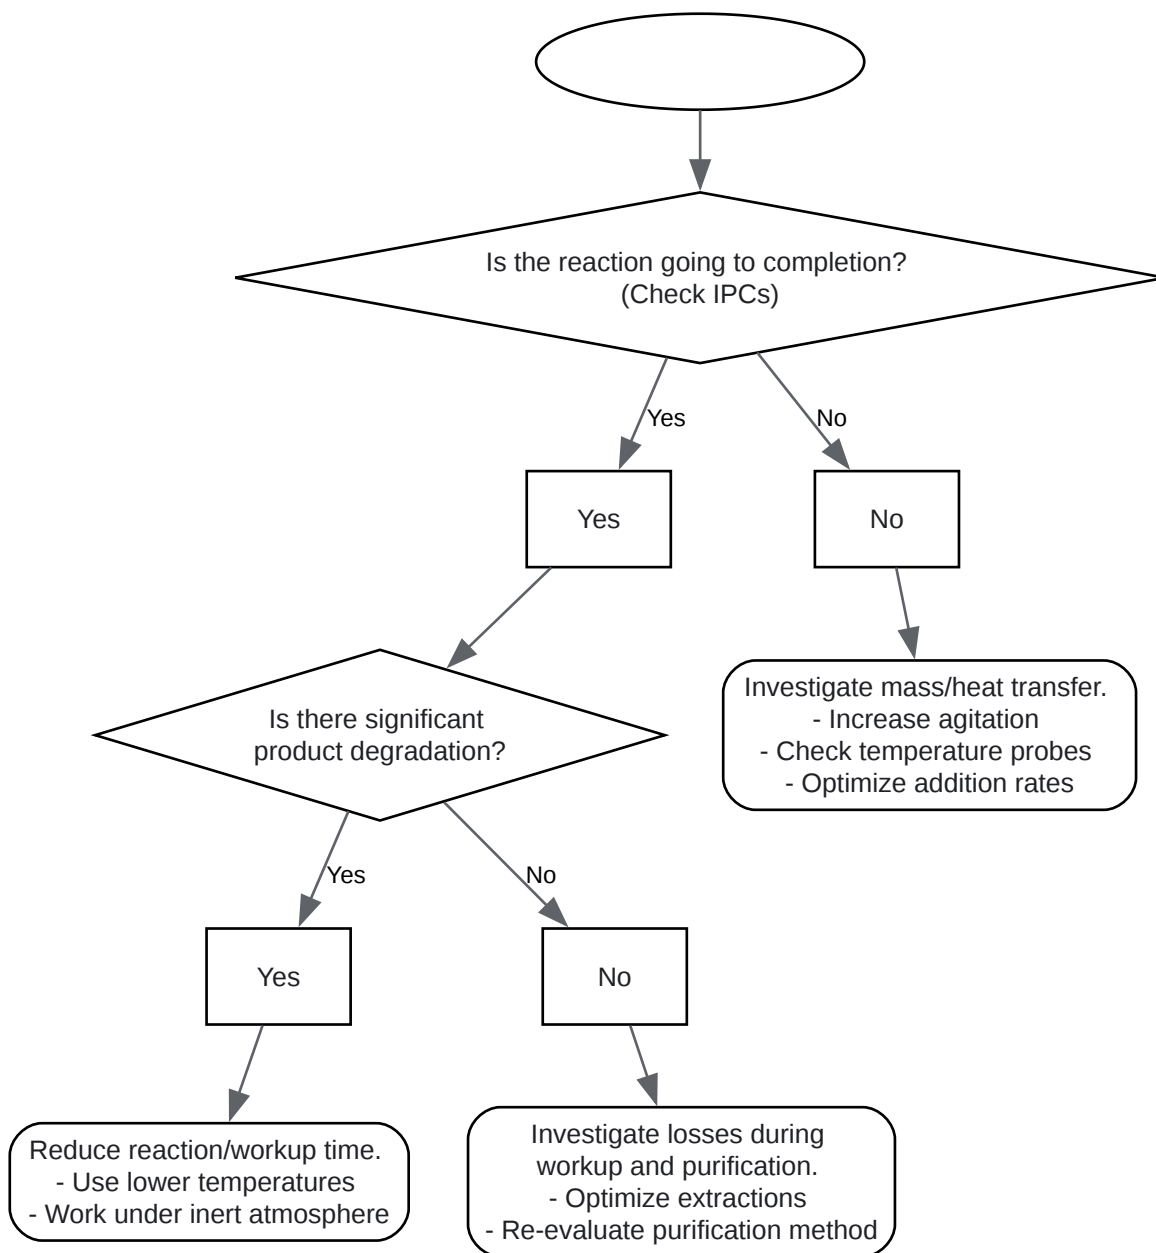 Is the reaction going to completion?
(Check IPCs)
Yes
No
Yes
No
Investigate mass/heat transfer.
- Increase agitation
- Check temperature probes
- Optimize addition rates
Is there significant
product degradation?
Yes
No
Yes
No
Reduce reaction/workup time.
- Use lower temperatures
- Work under inert atmosphere
Investigate losses during
workup and purification.
- Optimize extractions
- Re-evaluate purification method